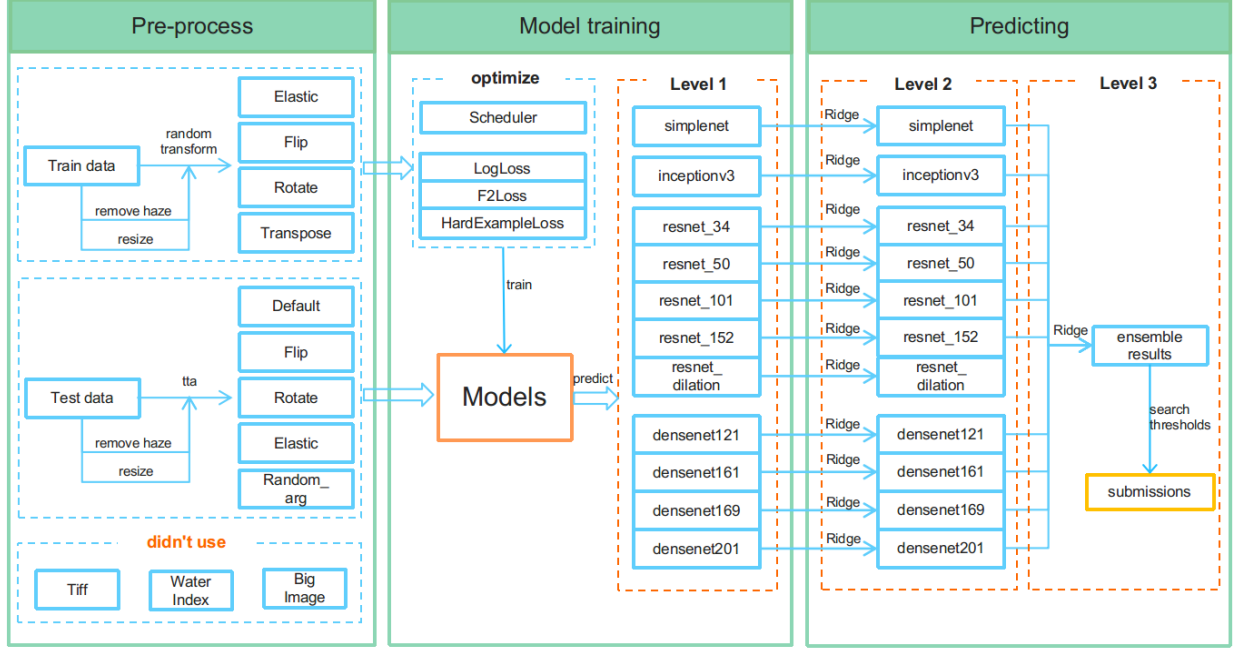 Pre-process
Train data
random
transform
remove haze
resize
Elastic
Flip
Rotate
Transpose
Test data
tta
remove haze
resize
Default
Flip
Rotate
Elastic
Random_
arg
didn't use
Tiff
Water
Index
Big
Image
Model training
optimize
Scheduler
LogLoss
F2Loss
HardExampleLoss
train
Models
predict
Level 1
simplenet
inceptionv3
resnet_34
resnet_50
resnet_101
resnet_152
resnet_
dilation
densenet121
densenet161
densenet169
densenet201
Predicting
Ridge
Ridge
Ridge
Ridge
Ridge
Ridge
Ridge
Ridge
Ridge
Ridge
Ridge
Level 2
simplenet
inceptionv3
resnet_34
resnet_50
resnet_101
resnet_152
resnet_
dilation
densenet121
densenet161
densenet169
densenet201
Level 3
Ridge
ensemble
results
search
thresholds
submissions